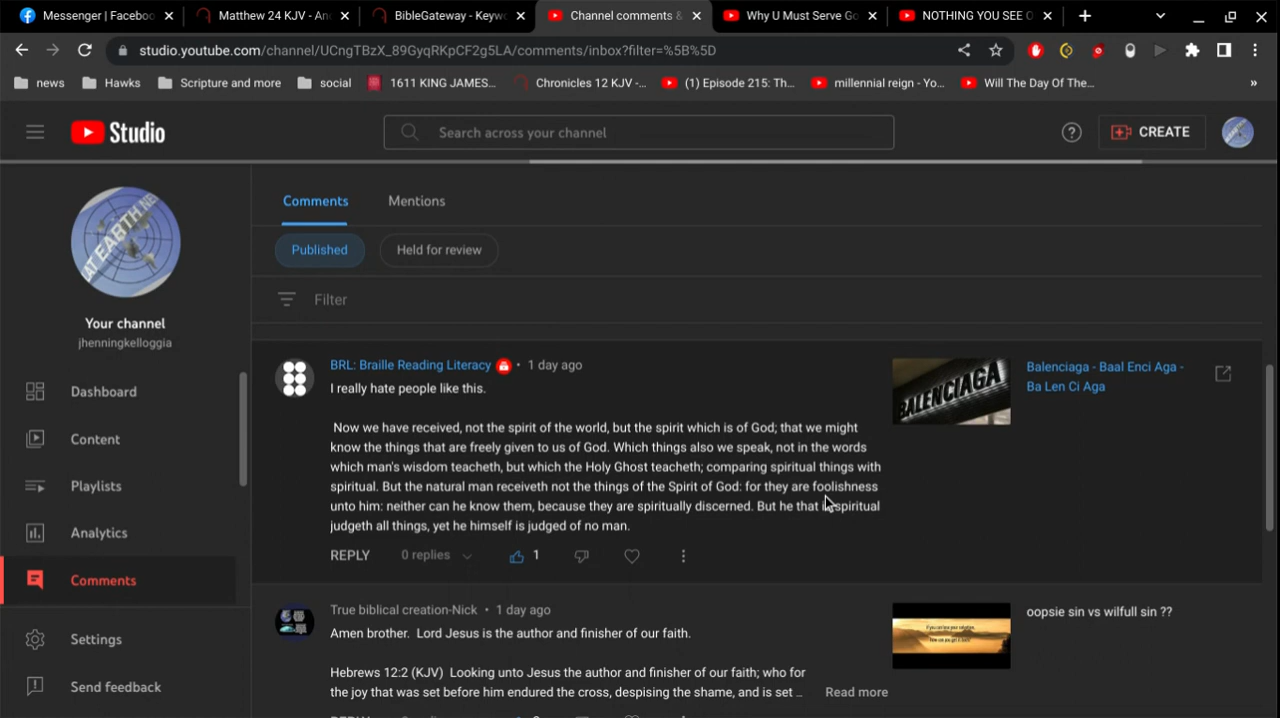 Messenger | Faceboo
Matthew 24 KJV - An
BibleGateway - Keyw
Channel comments &
Why U Must Serve Go
NOTHING YOU SEE O
studio.youtube.com/channel/UCngTBzX_89GyqRKpCF2g5LA/comments/inbox?filter=%5B%5D
news
Hawks
Scripture and more
social
1611 KING JAMES...
Chronicles 12 KJV -...
(1) Episode 215: Th...
millennial reign - Yo...
Will The Day Of The...
»
Studio
Search across your channel
CREATE
AT EARTH NE
Your channel
jhenningkelloggia
Dashboard
Content
Playlists
Analytics
Comments
Settings
Send feedback
Comments
Mentions
Published
Held for review
Filter
BRL: Braille Reading Literacy • 1 day ago
I really hate people like this.
Now we have received, not the spirit of the world, but the spirit which is of God; that we might
know the things that are freely given to us of God. Which things also we speak, not in the words
which man's wisdom teacheth, but which the Holy Ghost teacheth; comparing spiritual things with
spiritual. But the natural man receiveth not the things of the Spirit of God: for they are foolishness
unto him: neither can he know them, because they are spiritually discerned. But he that is spiritual
judgeth all things, yet he himself is judged of no man.
REPLY
0 replies
1
BALENCIAGA
Balenciaga - Baal Enci Aga -
Ba Len Ci Aga
True biblical creation-Nick • 1 day ago
Amen brother. Lord Jesus is the author and finisher of our faith.
Hebrews 12:2 (KJV) Looking unto Jesus the author and finisher of our faith; who for
the joy that was set before him endured the cross, despising the shame, and is set ...
Read more
oopsie sin vs wilfull sin ??